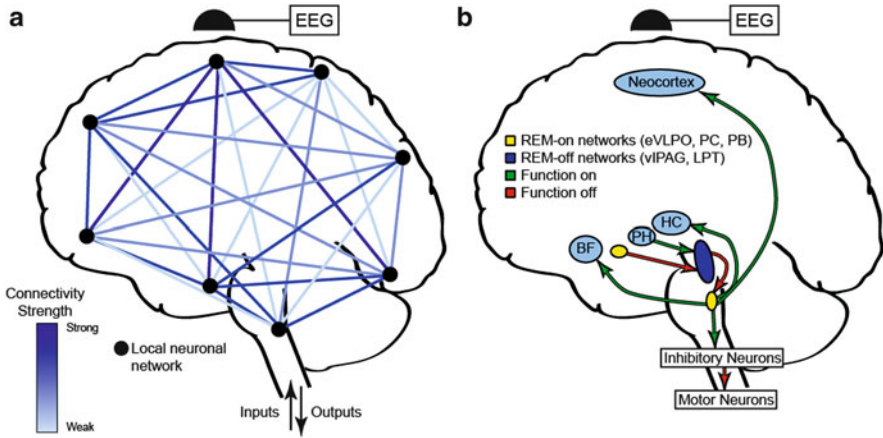 a
EEG
Connectivity
Strength
Strong
Weak
Local neuronal
network
Inputs
Outputs
b
EEG
Neocortex
REM-on networks (eVLPO, PC, PB)
REM-off networks (vlPAG, LPT)
Function on
Function off
HC
PH
BF
Inhibitory Neurons
Motor Neurons